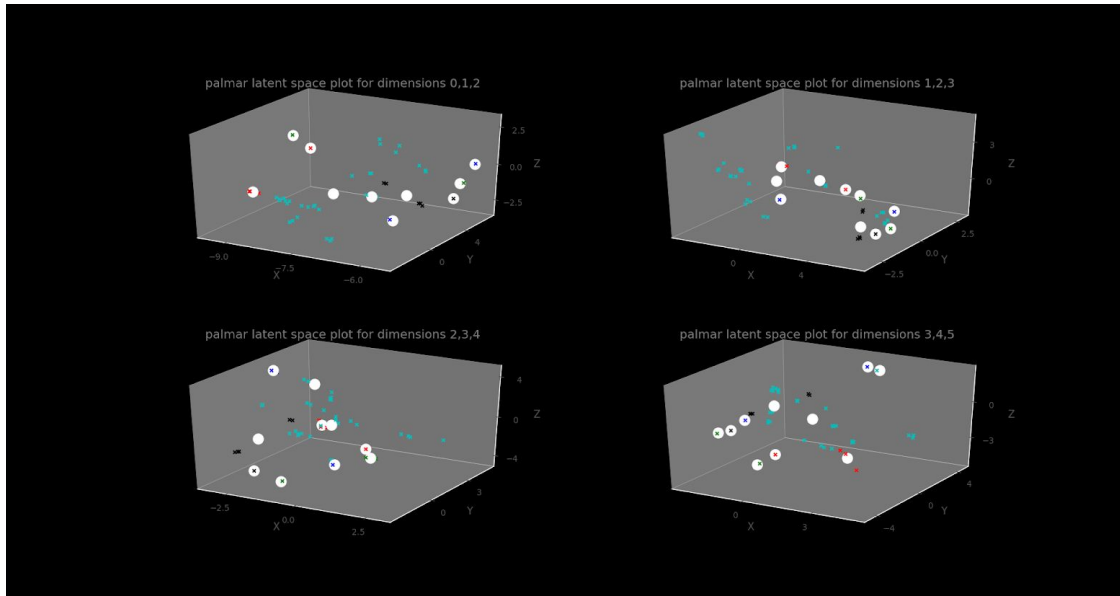 palmar latent space plot for dimensions 0,1,2
2.5
0.0
−2.5
Z
4
0
Y
−9.0
−7.5
−6.0
X
palmar latent space plot for dimensions 1,2,3
3
0
Z
2.5
0.0
−2.5
Y
0
4
X
palmar latent space plot for dimensions 2,3,4
4
0
−4
Z
3
0
Y
−2.5
0.0
2.5
X
palmar latent space plot for dimensions 3,4,5
0
−3
Z
4
0
−4
Y
0
3
X